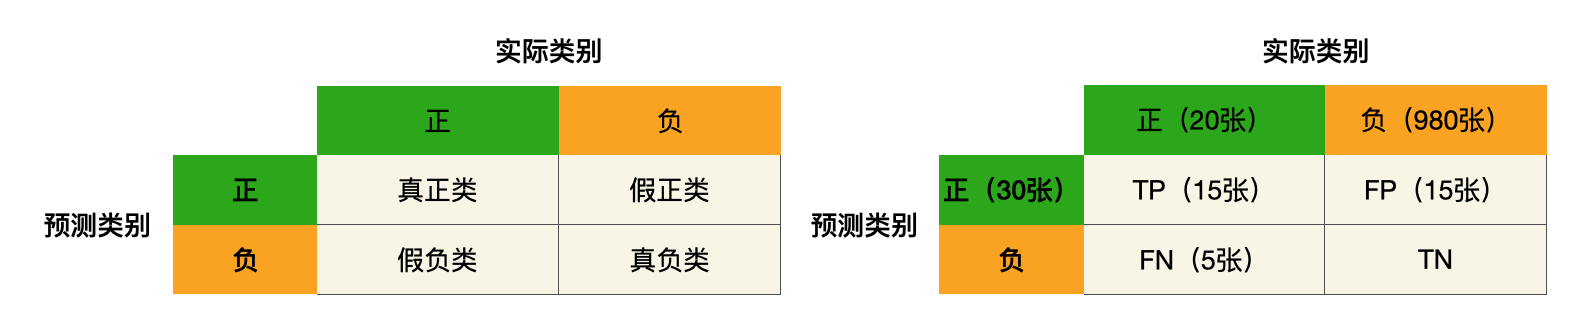 实际类别
正 负
正 真正类 假正类
预测类别
负 假负类 真负类
实际类别
正（20张） 负（980张）
正（30张） TP（15张） FP（15张）
预测类别
负 FN（5张） TN